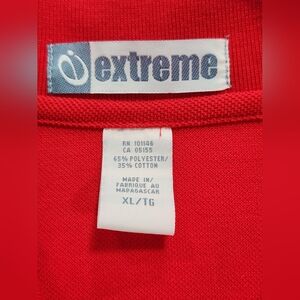 extreme
RN 101146
CA 05155
65% POLYESTER/
35% COTTON
MADE IN/
FABRIQUE AU
MADAGASCAR
XL/TG